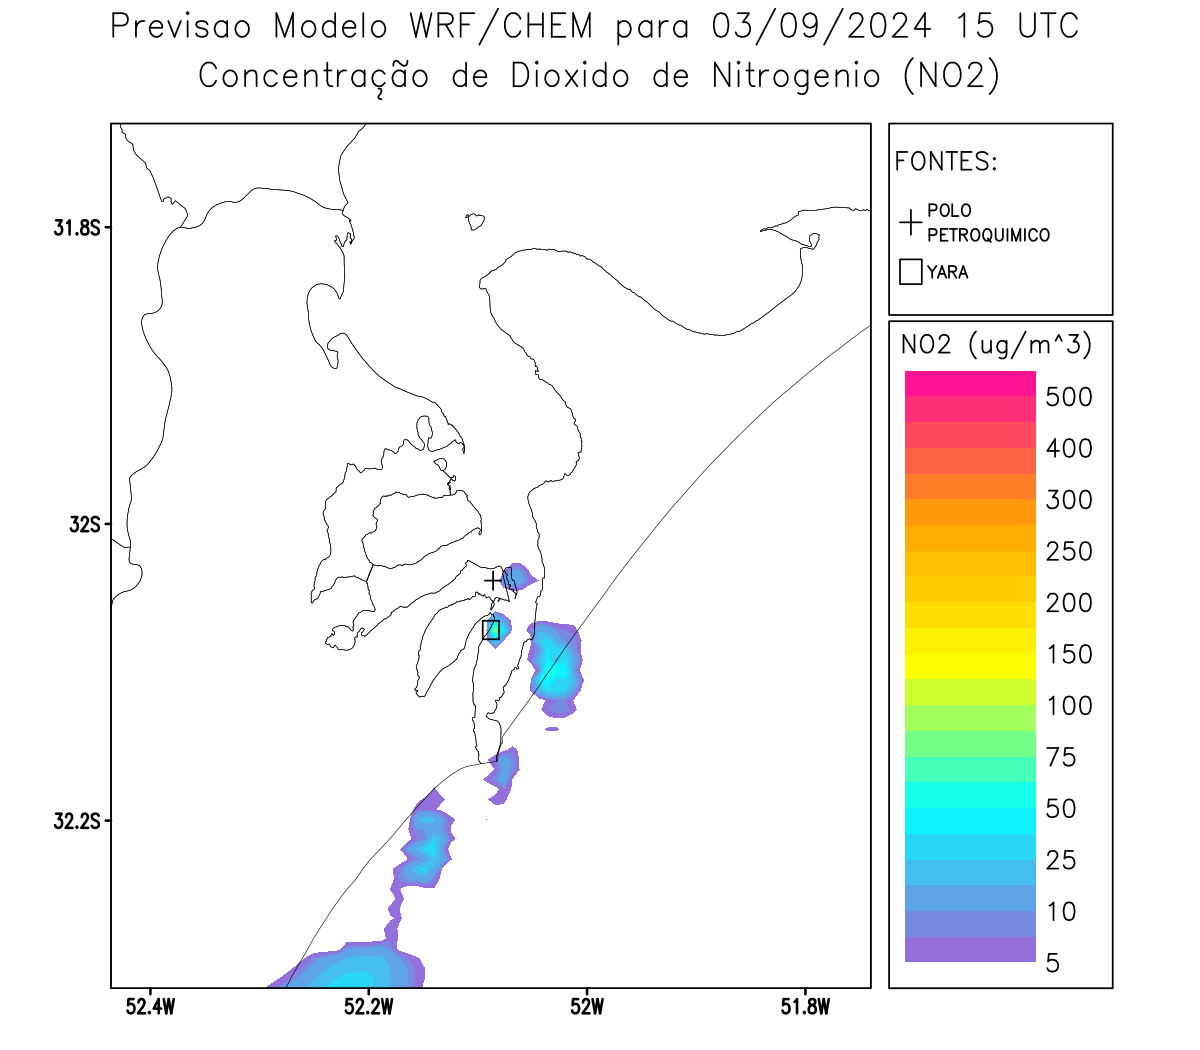 Previsao Modelo WRF/CHEM para 03/09/2024 15 UTC
Concentração de Dioxido de Nitrogenio (NO2)
FONTES:
POLO
PETROQUIMICO
YARA
NO2 (ug/m^3)
500
400
300
250
200
150
100
75
50
25
10
5
31.8S
32S
32.2S
52.4W
52.2W
52W
51.8W